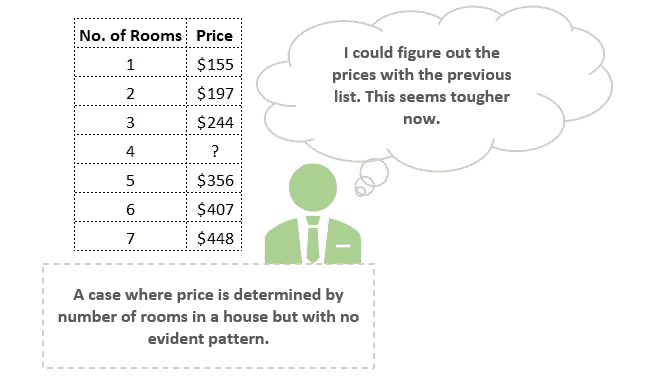 No. of Rooms Price
1 $155
2 $197
3 $244
4 ?
5 $356
6 $407
7 $448
I could figure out the
prices with the previous
list. This seems tougher
now.
A case where price is determined by
number of rooms in a house but with no
evident pattern.